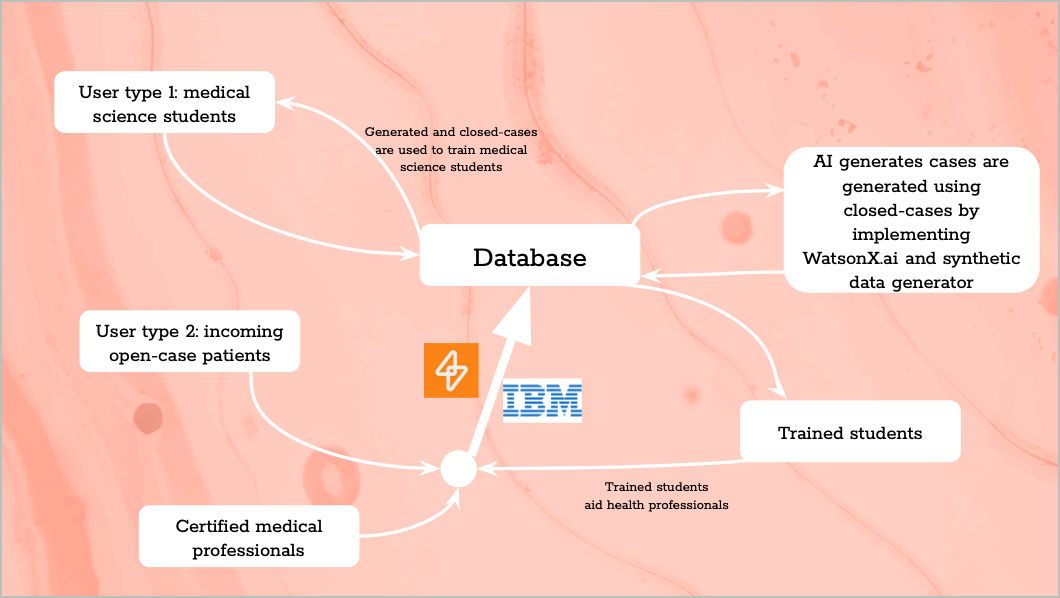 User type 1: medical
science students
Generated and closed-cases
are used to train medical
science students
AI generates cases are
generated using
closed-cases by
implementing
WatsonX.ai and synthetic
data generator
Database
User type 2: incoming
open-case patients
IBM
Trained students
Trained students
aid health professionals
Certified medical
professionals